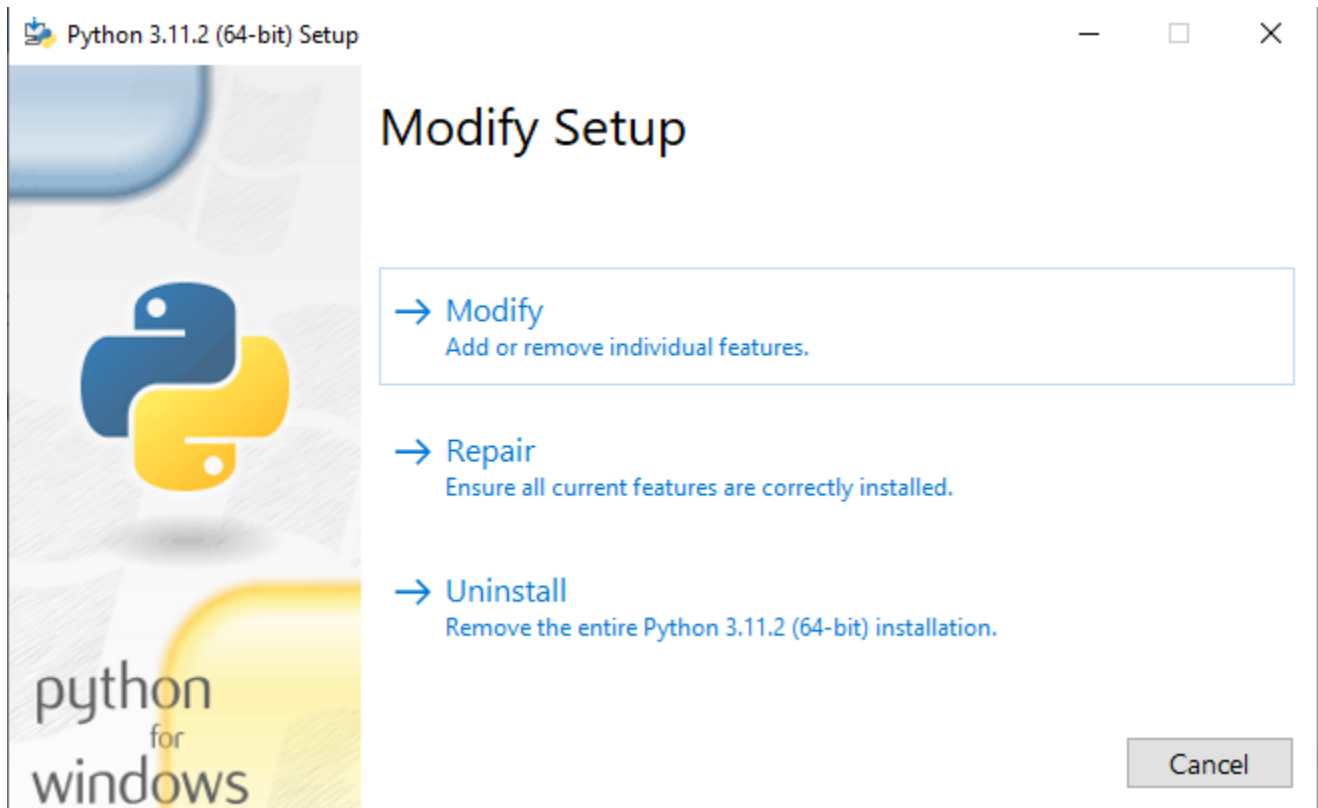 Python 3.11.2 (64-bit) Setup
Modify Setup
Modify
Add or remove individual features.
Repair
Ensure all current features are correctly installed.
Uninstall
Remove the entire Python 3.11.2 (64-bit) installation.
python
for
windows
Cancel